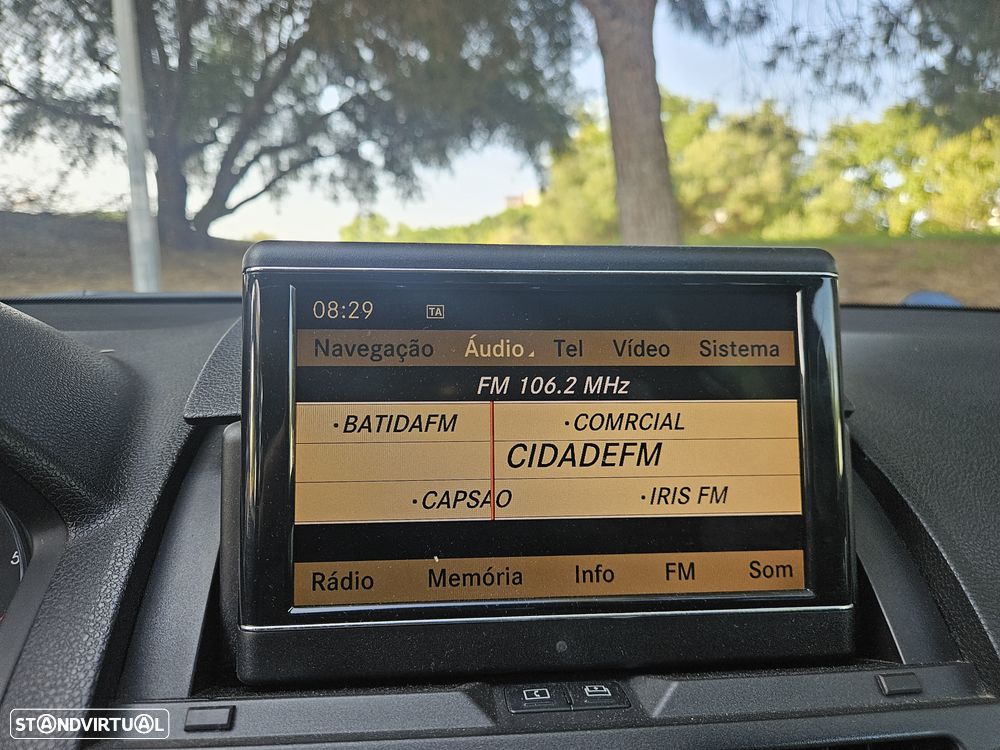 08:29 TA
Navegação Áudio Tel Vídeo Sistema
FM 106.2 MHz
·BATIDAFM ·COMRCIAL
CIDADEFM
·CAPSAO ·IRIS FM
Rádio Memória Info FM Som
5
STANDVIRTUAL